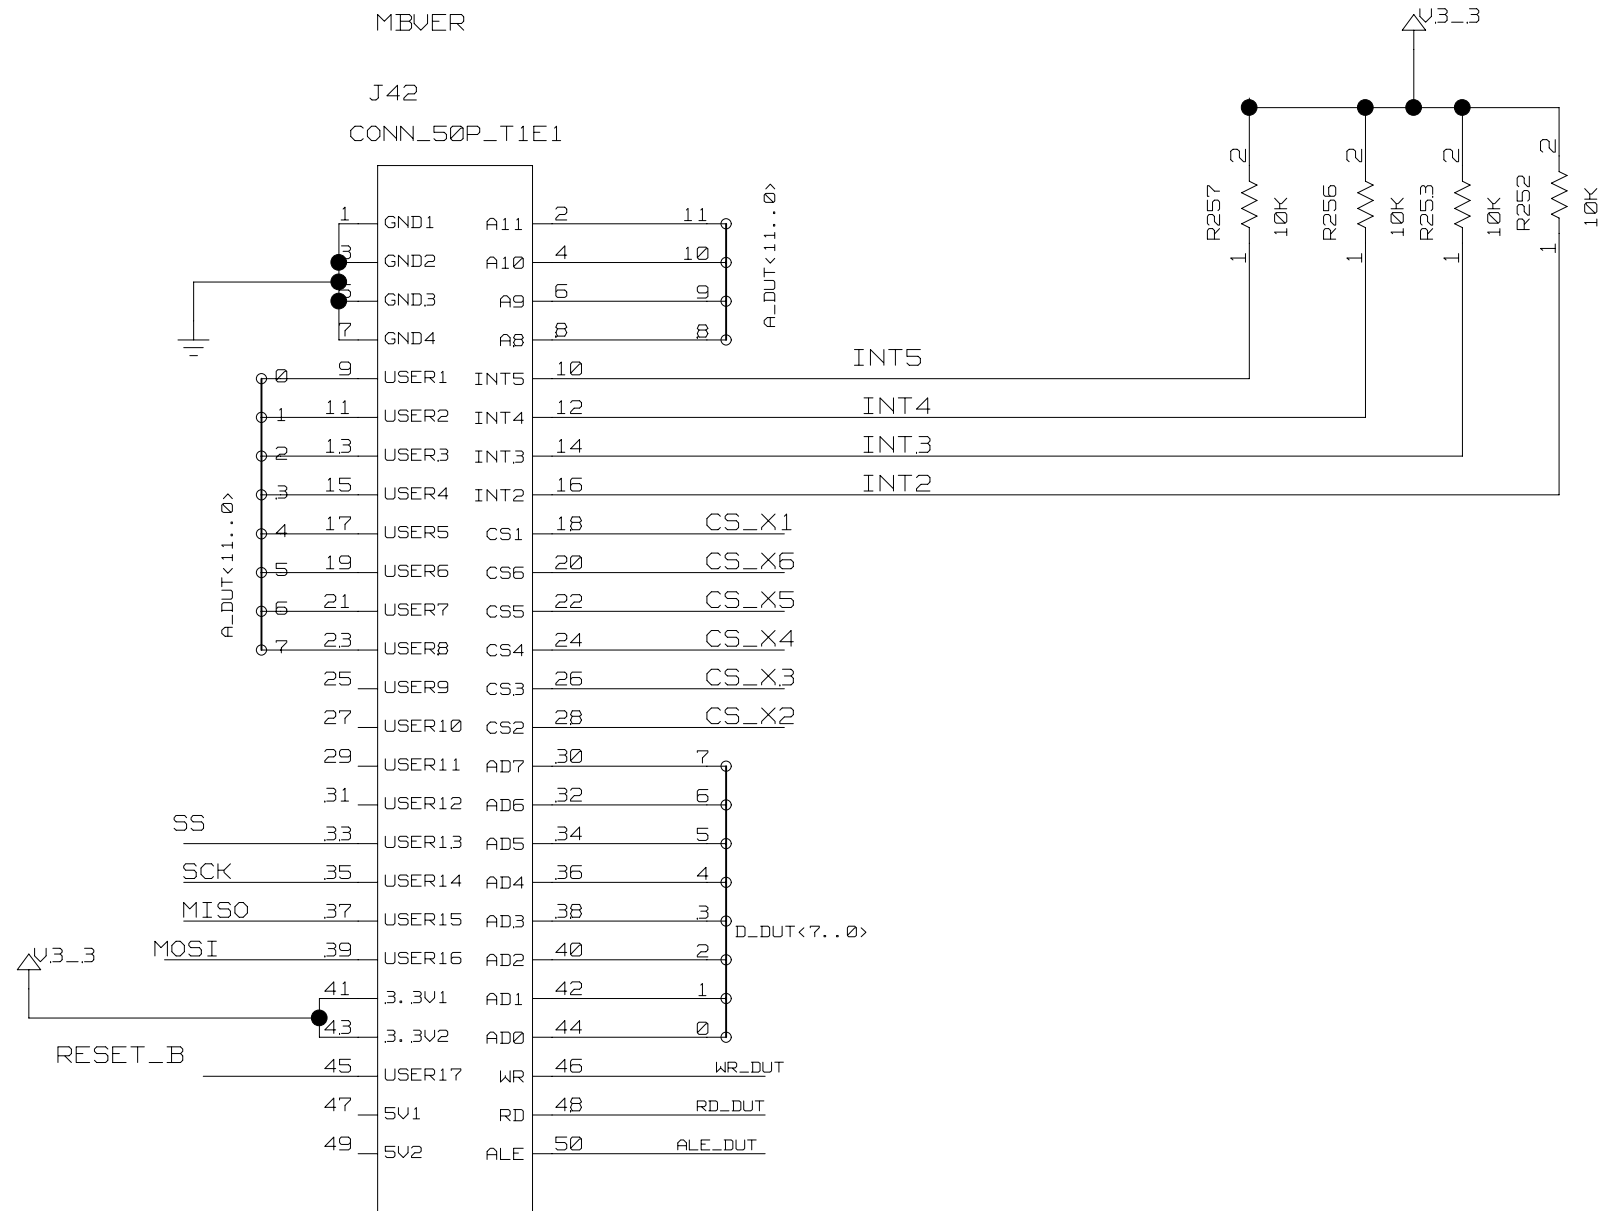 MBVER
V3_3
J42
CONN_50P_T1E1
2 2 2 2
R257 10K R256 10K R253 10K R252 10K
1 1 1 1
A_DUT<11..0>
1 GND1 A11 2 11
3 GND2 A10 4 10
5 GND3 A9 6 9
7 GND4 A8 8 8
0 9 USER1 INT5 10 INT5
1 11 USER2 INT4 12 INT4
2 13 USER3 INT3 14 INT3
3 15 USER4 INT2 16 INT2
A_DUT<11..0>
4 17 USER5 CS1 18 CS_X1
5 19 USER6 CS6 20 CS_X6
6 21 USER7 CS5 22 CS_X5
7 23 USER8 CS4 24 CS_X4
25 USER9 CS3 26 CS_X3
27 USER10 CS2 28 CS_X2
29 USER11 AD7 30 7
31 USER12 AD6 32 6
SS 33 USER13 AD5 34 5
SCK 35 USER14 AD4 36 4
MISO 37 USER15 AD3 38 3
D_DUT<7..0>
MOSI 39 USER16 AD2 40 2
V3_3
41 3.3V1 AD1 42 1
43 3.3V2 AD0 44 0
RESET_B 45 USER17 WR 46 WR_DUT
47 5V1 RD 48 RD_DUT
49 5V2 ALE 50 ALE_DUT